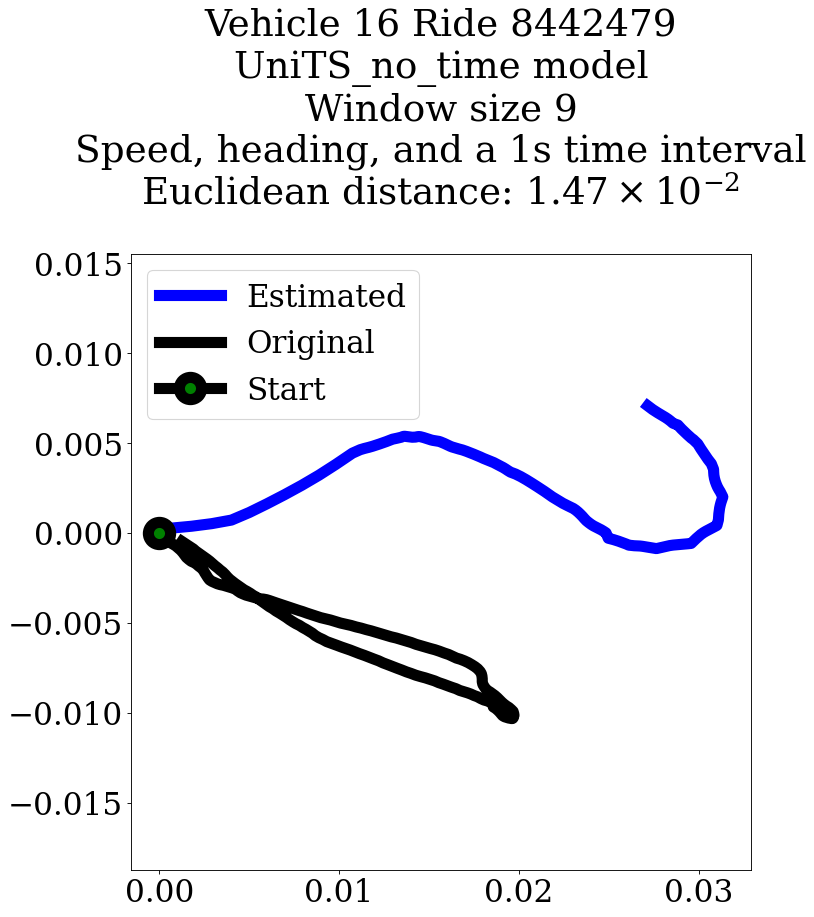 Vehicle 16 Ride 8442479
UniTS_no_time model
Window size 9
Speed, heading, and a 1s time interval
Euclidean distance: 1.47 × 10⁻²
0.015
0.010
0.005
0.000
−0.005
−0.010
−0.015
Estimated
Original
Start
0.00 0.01 0.02 0.03